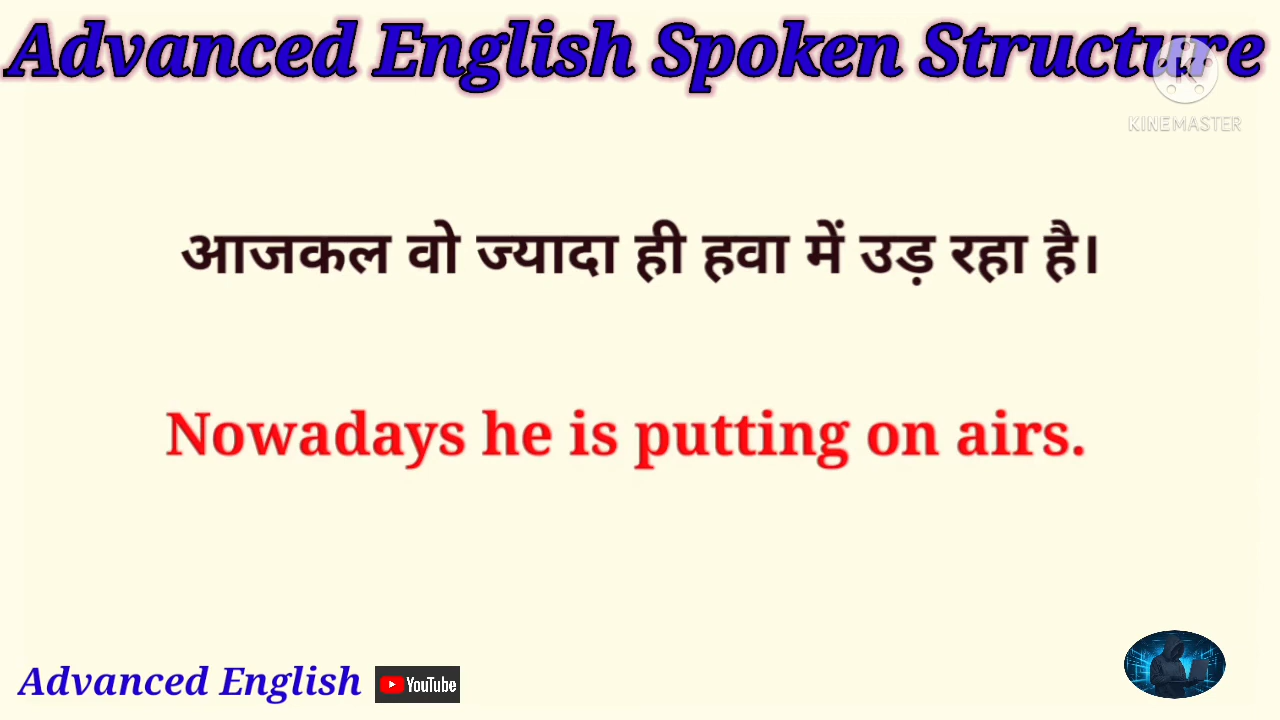 Advanced English Spoken Structure
KINEMASTER
आजकल वो ज्यादा ही हवा में उड़ रहा है।
Nowadays he is putting on airs.
Advanced English YouTube